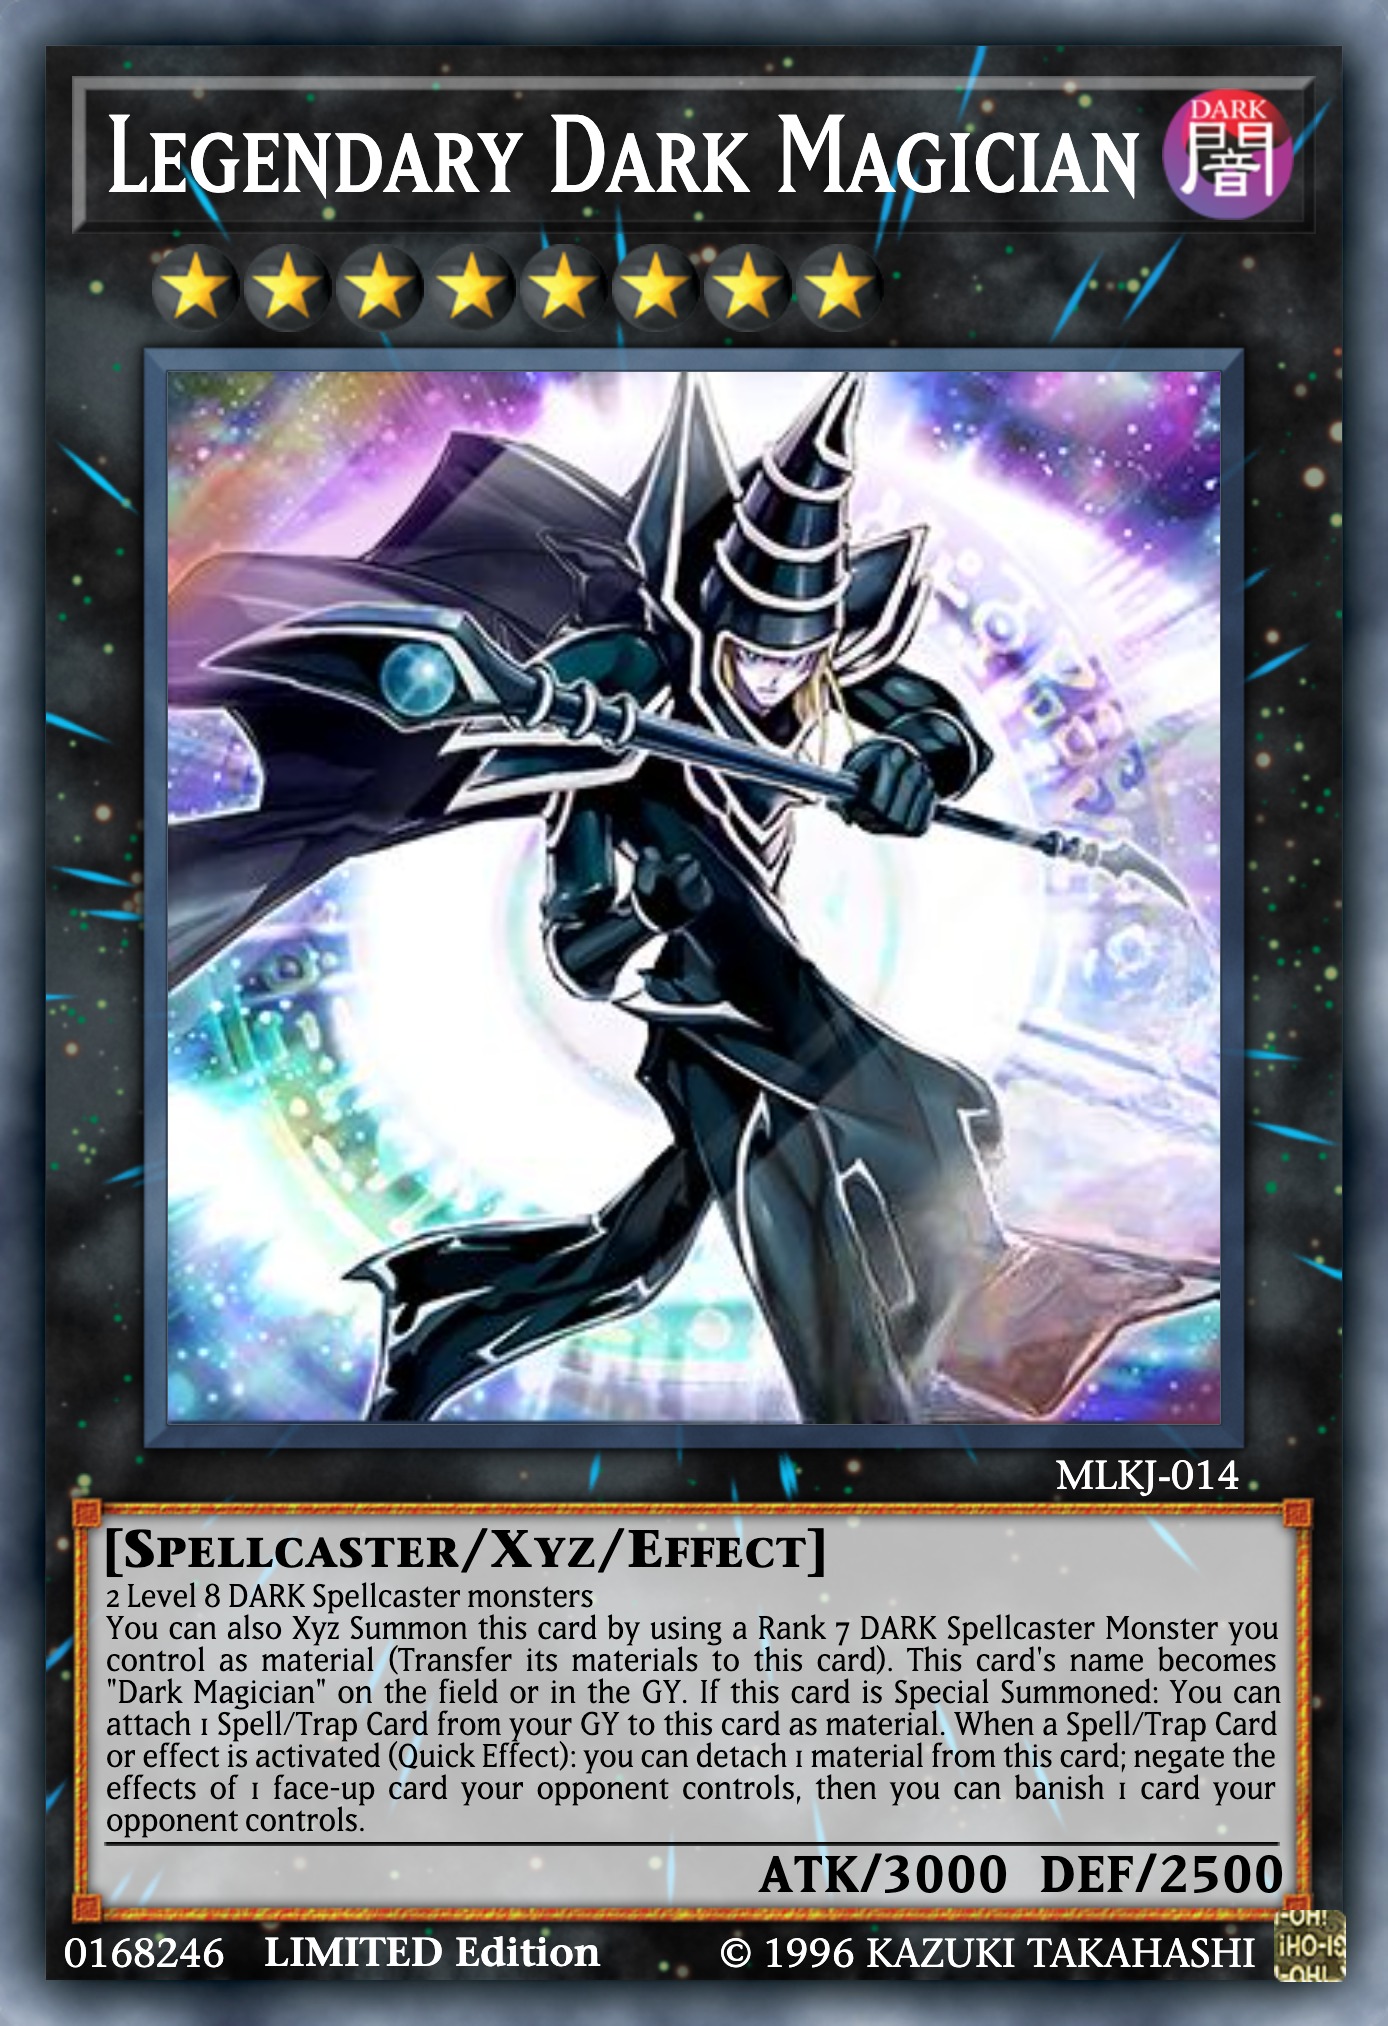 Legendary Dark Magician
DARK
闇
MLKJ-014
[Spellcaster/Xyz/Effect]
2 Level 8 DARK Spellcaster monsters
You can also Xyz Summon this card by using a Rank 7 DARK Spellcaster Monster you
control as material (Transfer its materials to this card). This card's name becomes
"Dark Magician" on the field or in the GY. If this card is Special Summoned: You can
attach 1 Spell/Trap Card from your GY to this card as material. When a Spell/Trap Card
or effect is activated (Quick Effect): you can detach 1 material from this card; negate the
effects of 1 face-up card your opponent controls, then you can banish 1 card your
opponent controls.
ATK/3000 DEF/2500
0168246 LIMITED Edition © 1996 KAZUKI TAKAHASHI